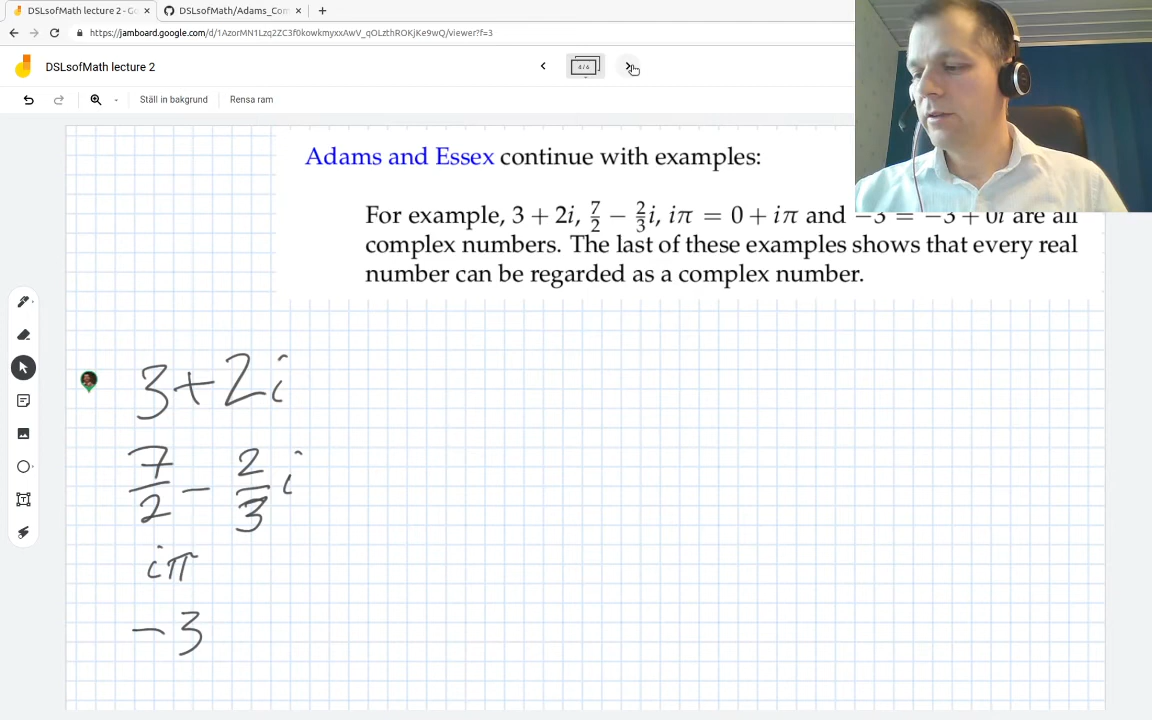 DSLsofMath lecture 2 - Go
DSLsofMath/Adams_Com
https://jamboard.google.com/d/1AzorMN1Lzq2ZC3f0kowkmyxxAwV_qOLzthROKjKe9wQ/viewer?f=3
DSLsofMath lecture 2
4/6
Ställ in bakgrund
Rensa ram
Adams and Essex continue with examples:
For example, 3 + 2i, 7/2 − 2/3 i, iπ = 0 + iπ and −3 = −3 + 0i are all
complex numbers. The last of these examples shows that every real
number can be regarded as a complex number.
3+2i
7/2 − 2/3 i
iπ
−3